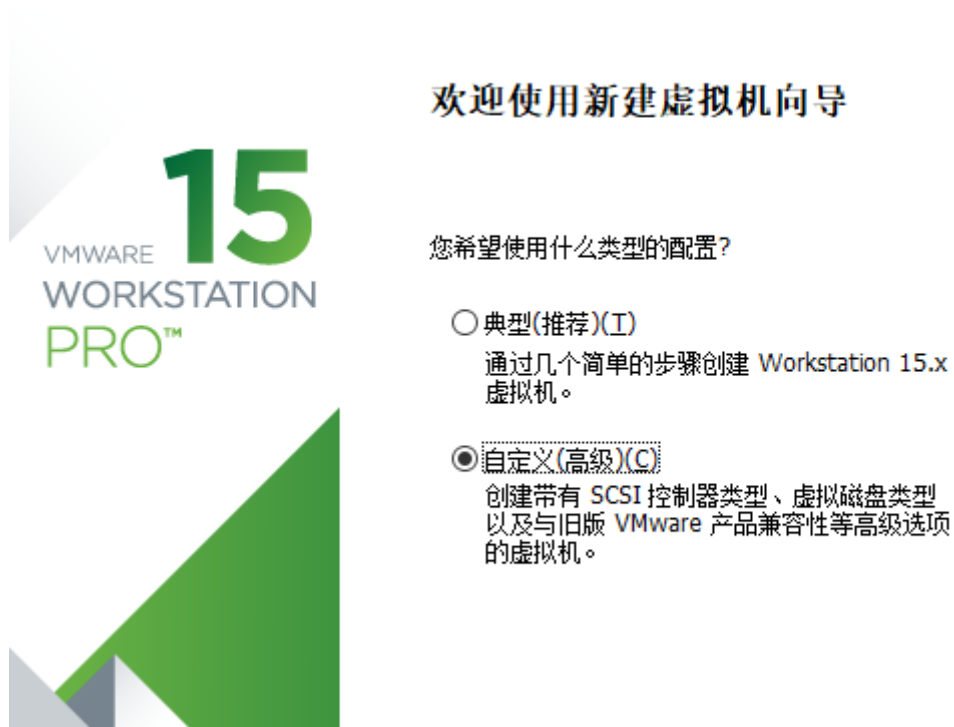 欢迎使用新建虚拟机向导
15
VMWARE
WORKSTATION
PRO™
您希望使用什么类型的配置?
典型(推荐)(T)
通过几个简单的步骤创建 Workstation 15.x
虚拟机。
自定义(高级)(C)
创建带有 SCSI 控制器类型、虚拟磁盘类型
以及与旧版 VMware 产品兼容性等高级选项
的虚拟机。